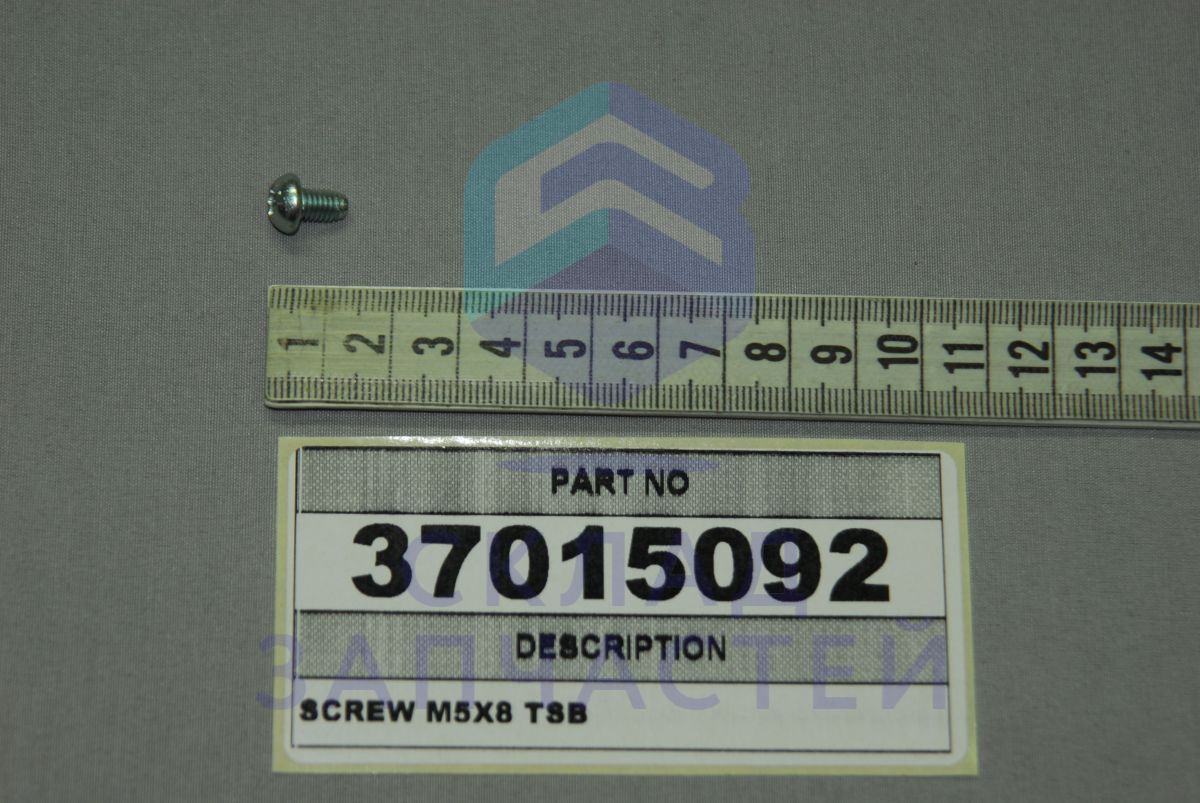 1 2 3 4 5 6 7 8 9 10 11 12 13 14
PART NO
37015092
СКЛАД
DESCRIPTION
ЗАПЧАСТЕЙ
SCREW M5X8 TSB